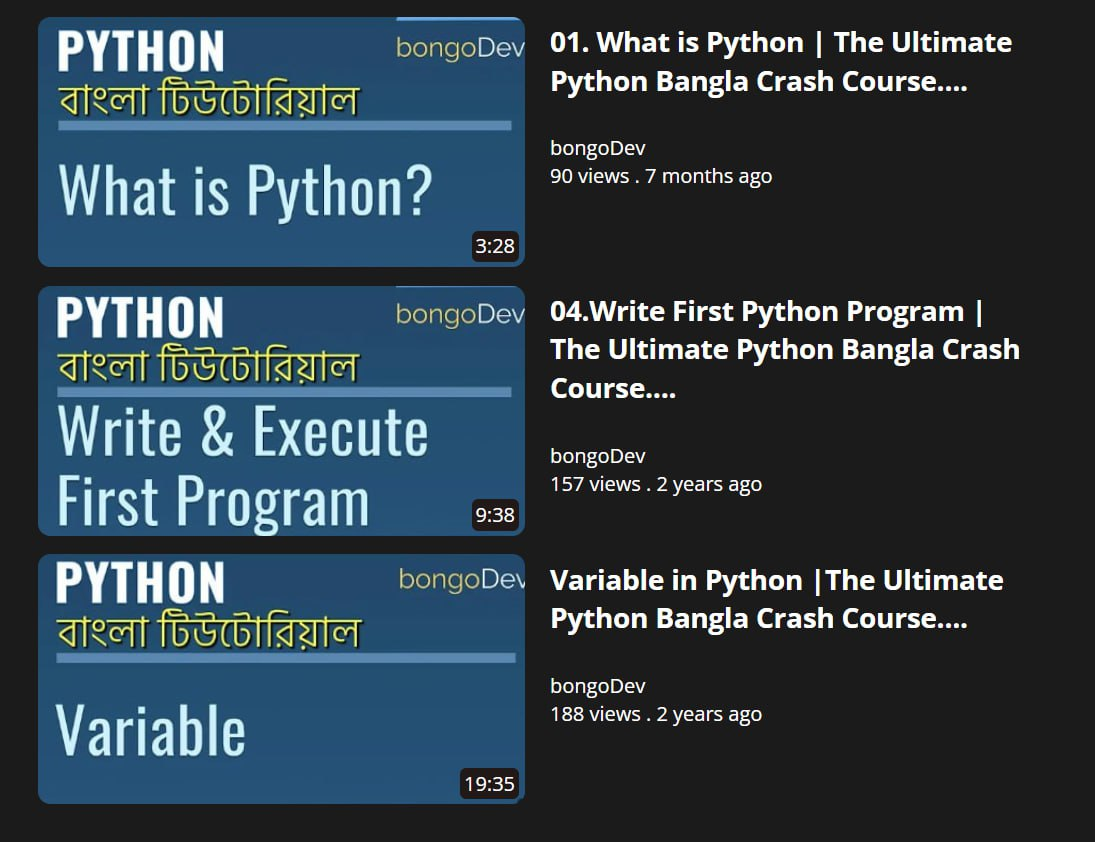 PYTHON
bongoDev
বাংলা টিউটোরিয়াল
What is Python?
3:28
01. What is Python | The Ultimate
Python Bangla Crash Course....
bongoDev
90 views . 7 months ago
PYTHON
bongoDev
বাংলা টিউটোরিয়াল
Write & Execute
First Program
9:38
04.Write First Python Program |
The Ultimate Python Bangla Crash
Course....
bongoDev
157 views . 2 years ago
PYTHON
bongoDev
বাংলা টিউটোরিয়াল
Variable
19:35
Variable in Python |The Ultimate
Python Bangla Crash Course....
bongoDev
188 views . 2 years ago